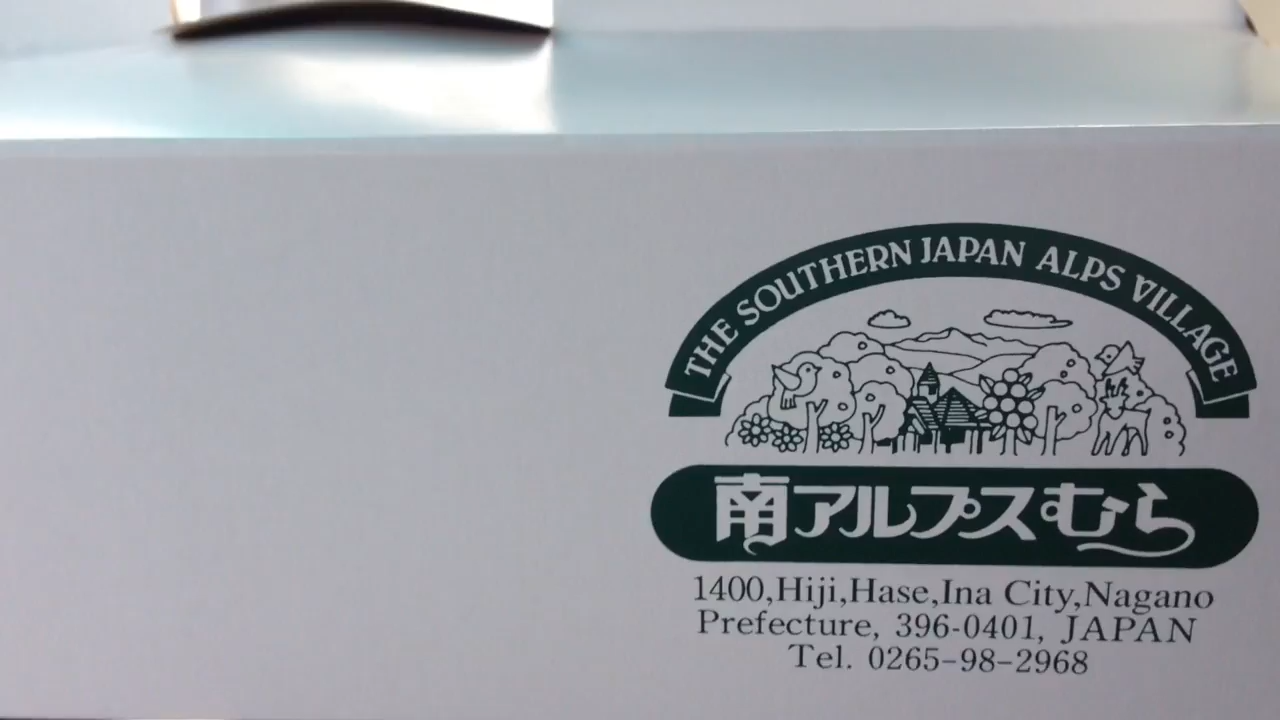 THE SOUTHERN JAPAN ALPS VILLAGE
南アルプスむら
1400,Hiji,Hase,Ina City,Nagano
Prefecture, 396-0401, JAPAN
Tel. 0265-98-2968